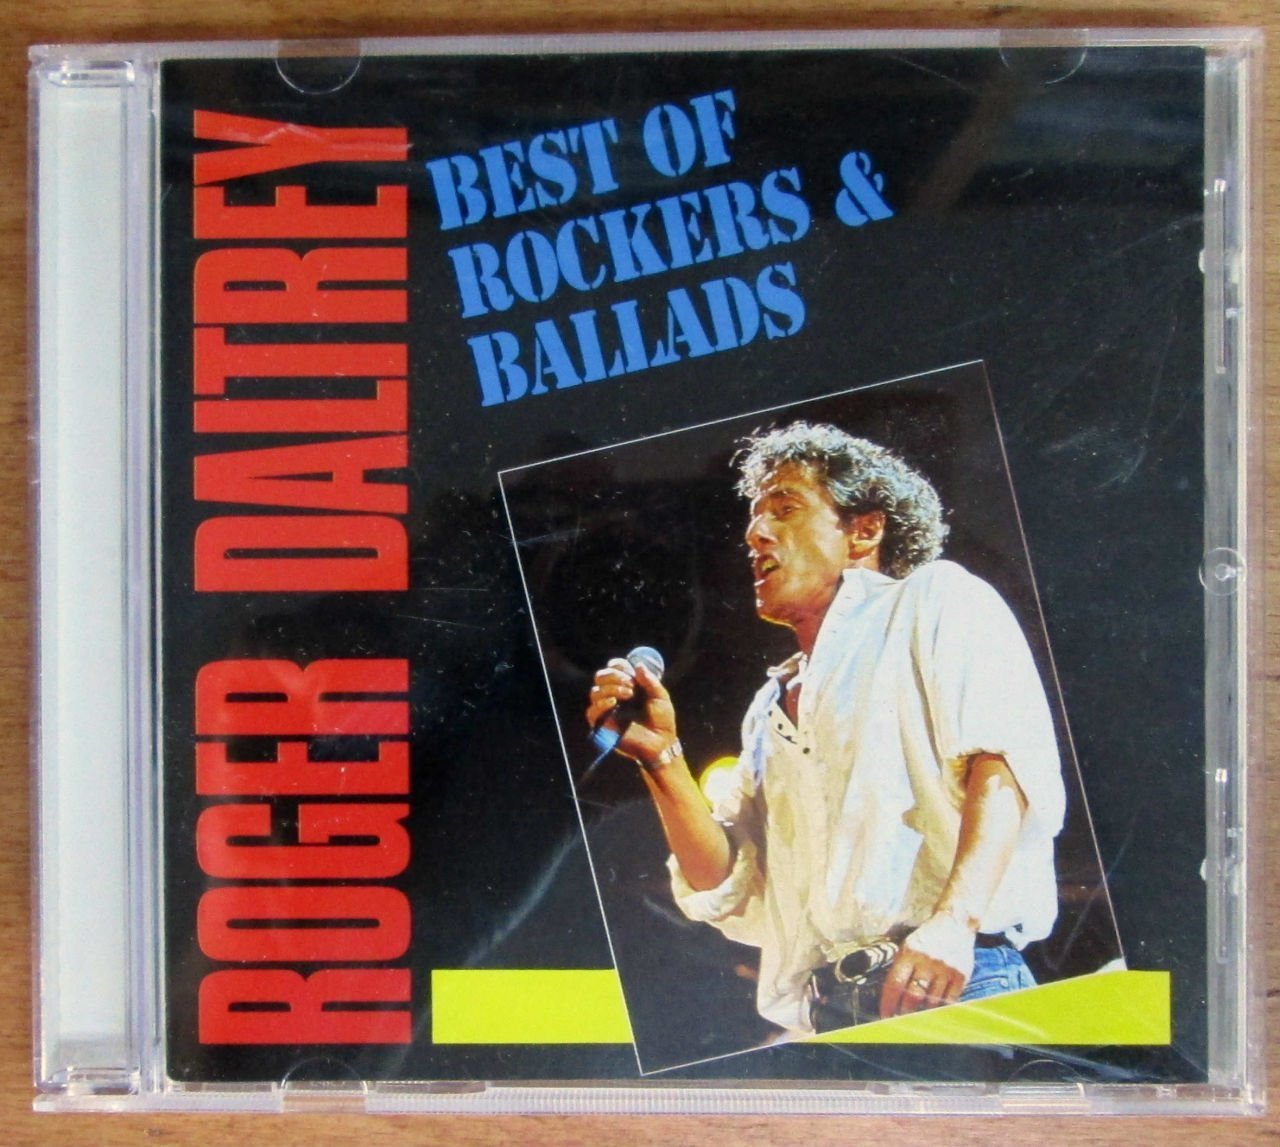 ROGER DALTREY
BEST OF
ROCKERS &
BALLADS